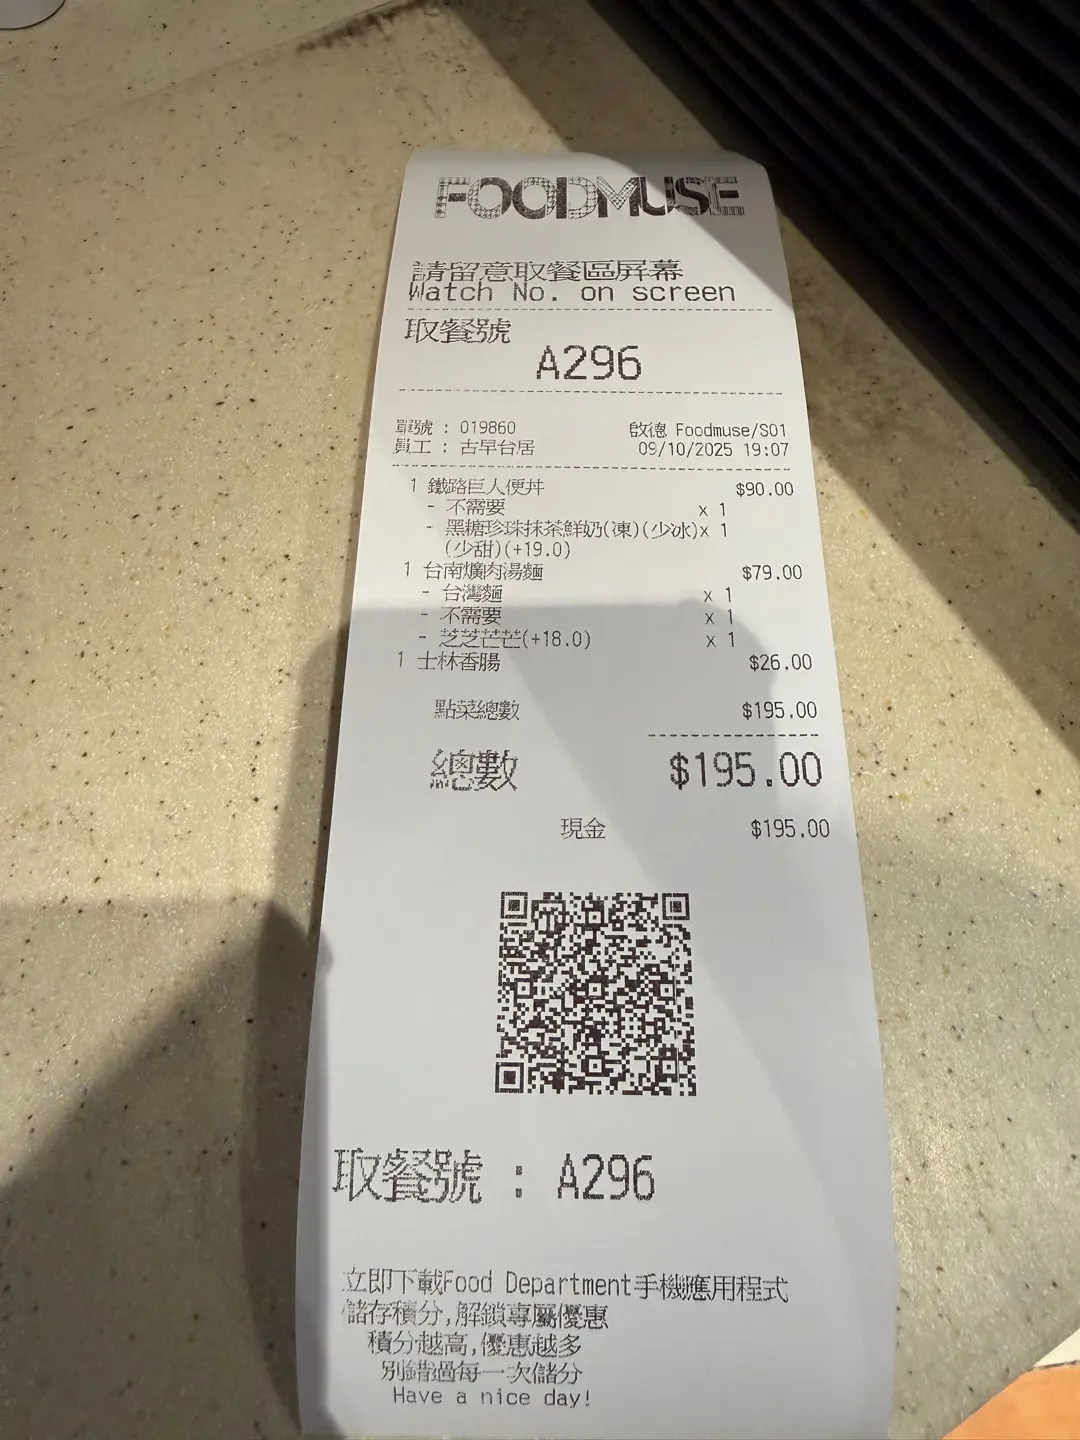 FOODMUSE
請留意取餐區屏幕
Watch No. on screen
取餐號
A296
單號 : 019860 啟德 Foodmuse/S01
員工 : 古早台居 09/10/2025 19:07
1 鐵路巨人便丼 $90.00
- 不需要 x 1
- 黑糖珍珠抹茶鮮奶(凍)(少冰)x 1
(少甜)(+19.0)
1 台南爌肉湯麵 $79.00
- 台灣麵 x 1
- 不需要 x 1
- 芝芝芒芒(+18.0) x 1
1 士林香腸 $26.00
點菜總數 $195.00
總數 $195.00
現金 $195.00
取餐號 : A296
立即下載Food Department手機應用程式
儲存積分,解鎖專屬優惠
積分越高,優惠越多
別錯過每一次儲分
Have a nice day!